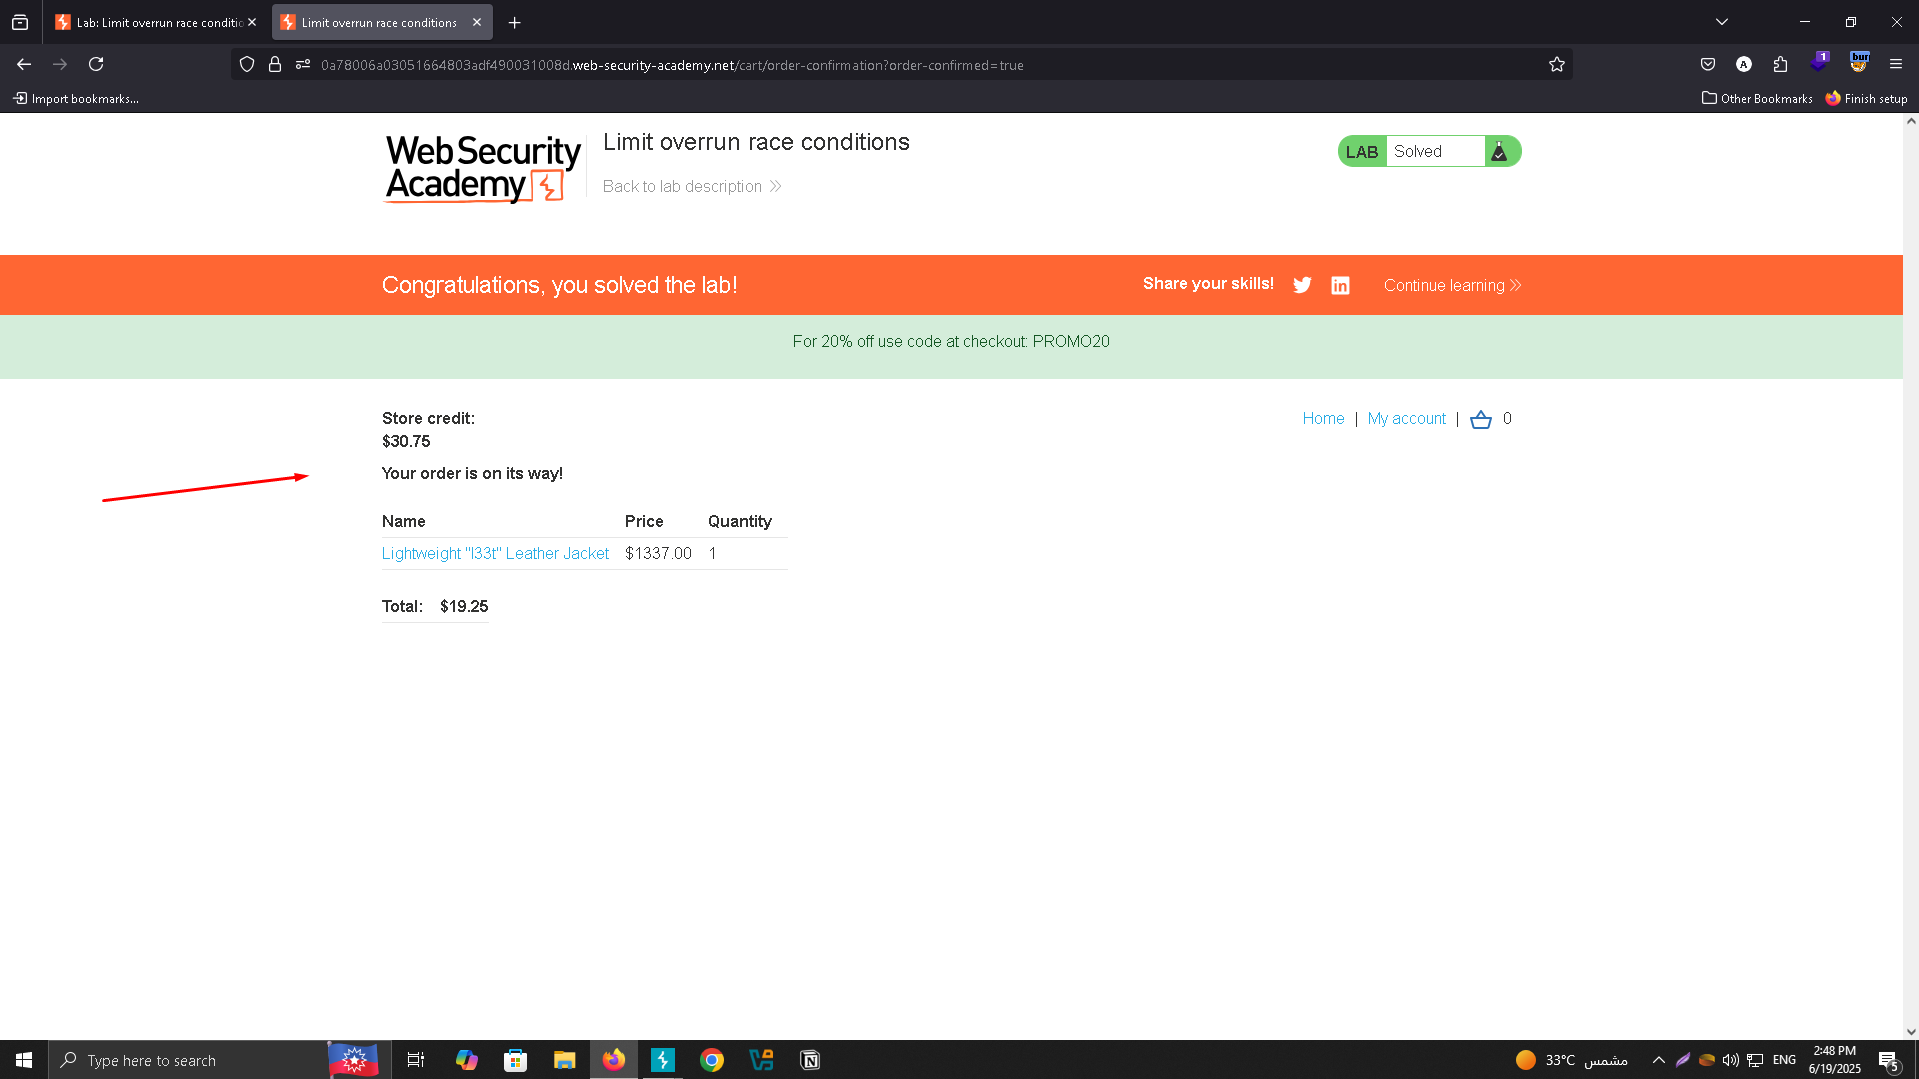 Lab: Limit overrun race conditio
Limit overrun race conditions
0a78006a03051664803adf490031008d.web-security-academy.net/cart/order-confirmation?order-confirmed=true
A
1
bur
Import bookmarks...
Other Bookmarks
Finish setup
Web Security
Academy
Limit overrun race conditions
Back to lab description
LAB
Solved
Congratulations, you solved the lab!
Share your skills!
in
Continue learning
For 20% off use code at checkout: PROMO20
Store credit:
$30.75
Home | My account | 0
Your order is on its way!
Name Price Quantity
Lightweight "l33t" Leather Jacket $1337.00 1
Total: $19.25
Type here to search
33°C مشمس
ENG
2:48 PM
6/19/2025
5